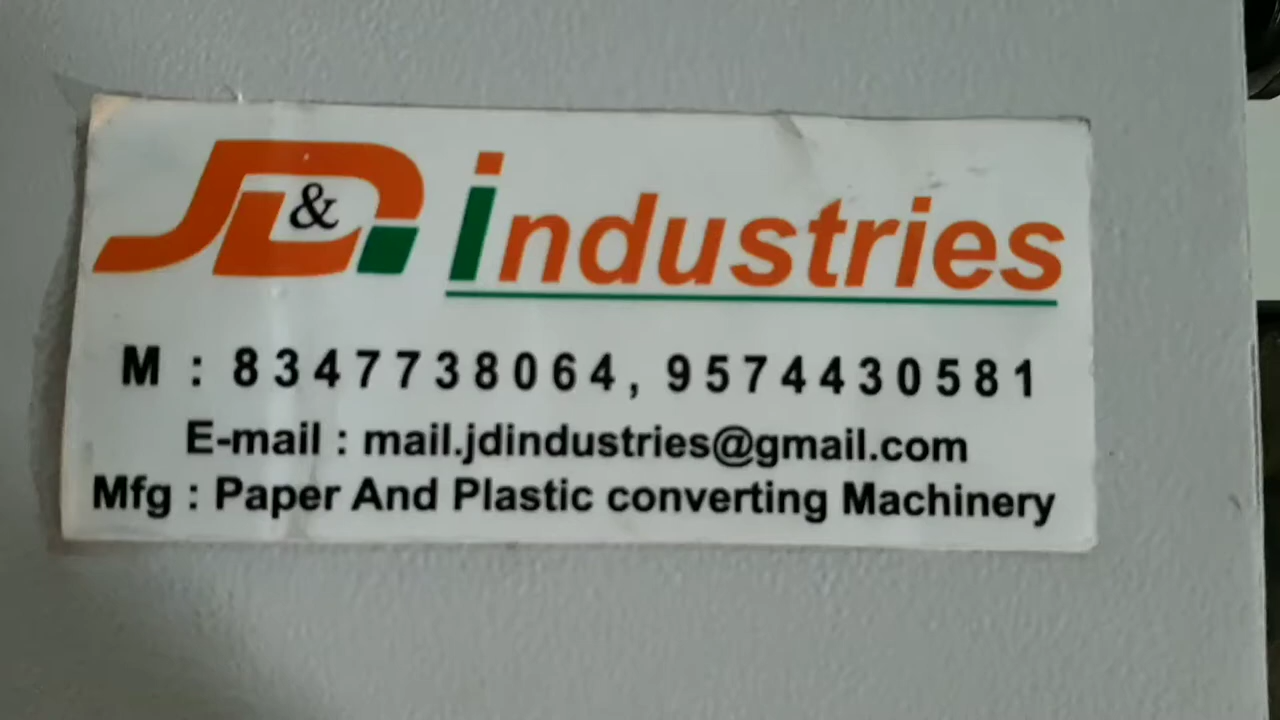 J&D industries
M : 8347738064, 9574430581
E-mail : mail.jdindustries@gmail.com
Mfg : Paper And Plastic converting Machinery